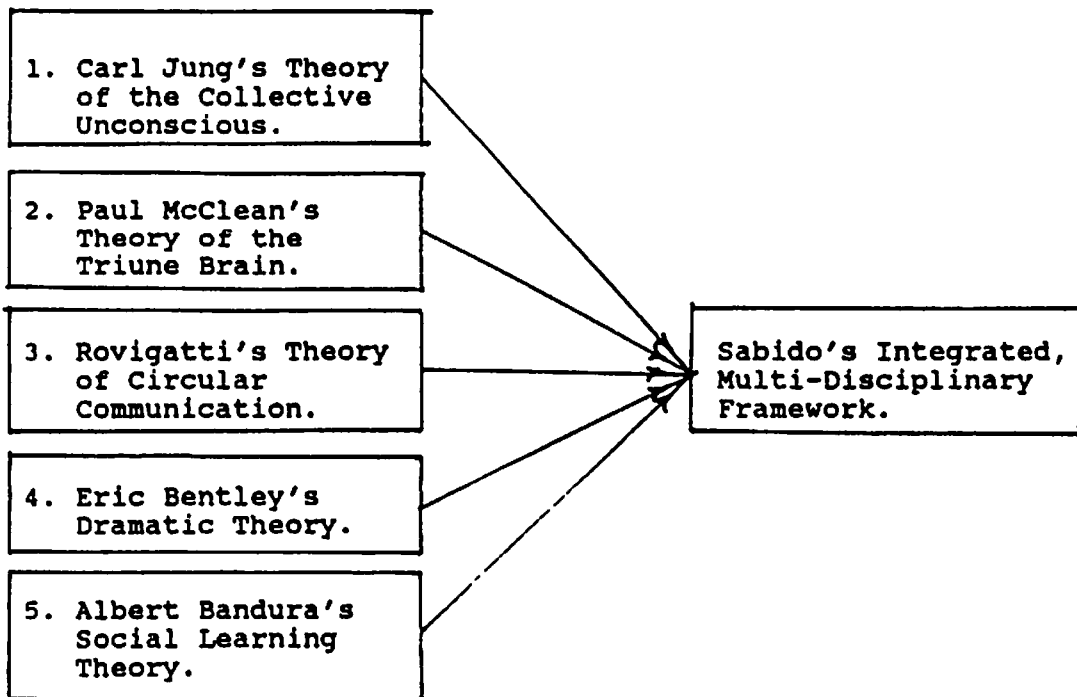 1. Carl Jung's Theory
of the Collective
Unconscious.
2. Paul McClean's
Theory of the
Triune Brain.
3. Rovigatti's Theory
of Circular
Communication.
4. Eric Bentley's
Dramatic Theory.
5. Albert Bandura's
Social Learning
Theory.
Sabido's Integrated,
Multi-Disciplinary
Framework.